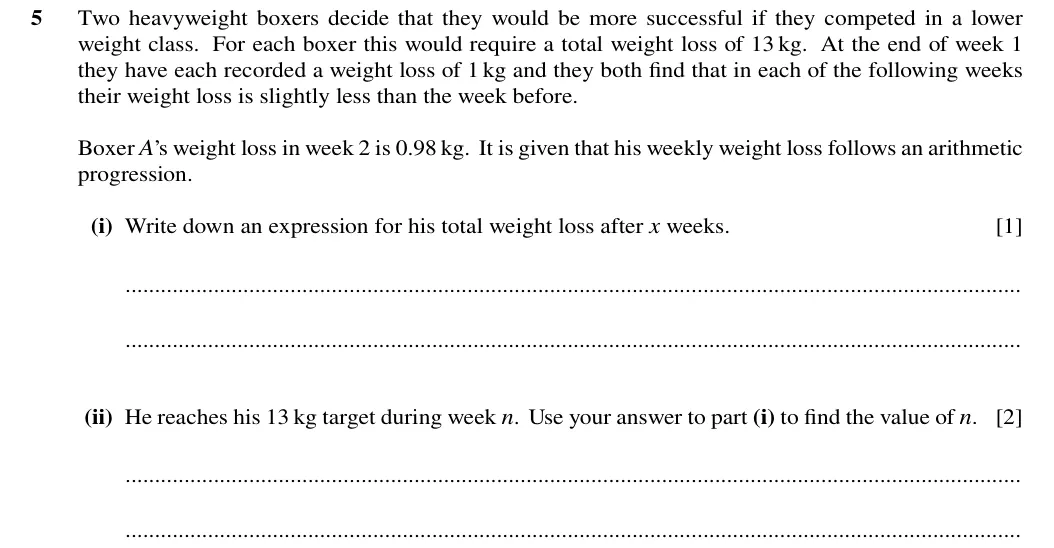 5 Two heavyweight boxers decide that they would be more successful if they competed in a lower
weight class. For each boxer this would require a total weight loss of 13 kg. At the end of week 1
they have each recorded a weight loss of 1 kg and they both find that in each of the following weeks
their weight loss is slightly less than the week before.
Boxer A's weight loss in week 2 is 0.98 kg. It is given that his weekly weight loss follows an arithmetic
progression.
(i) Write down an expression for his total weight loss after x weeks. [1]
(ii) He reaches his 13 kg target during week n. Use your answer to part (i) to find the value of n. [2]